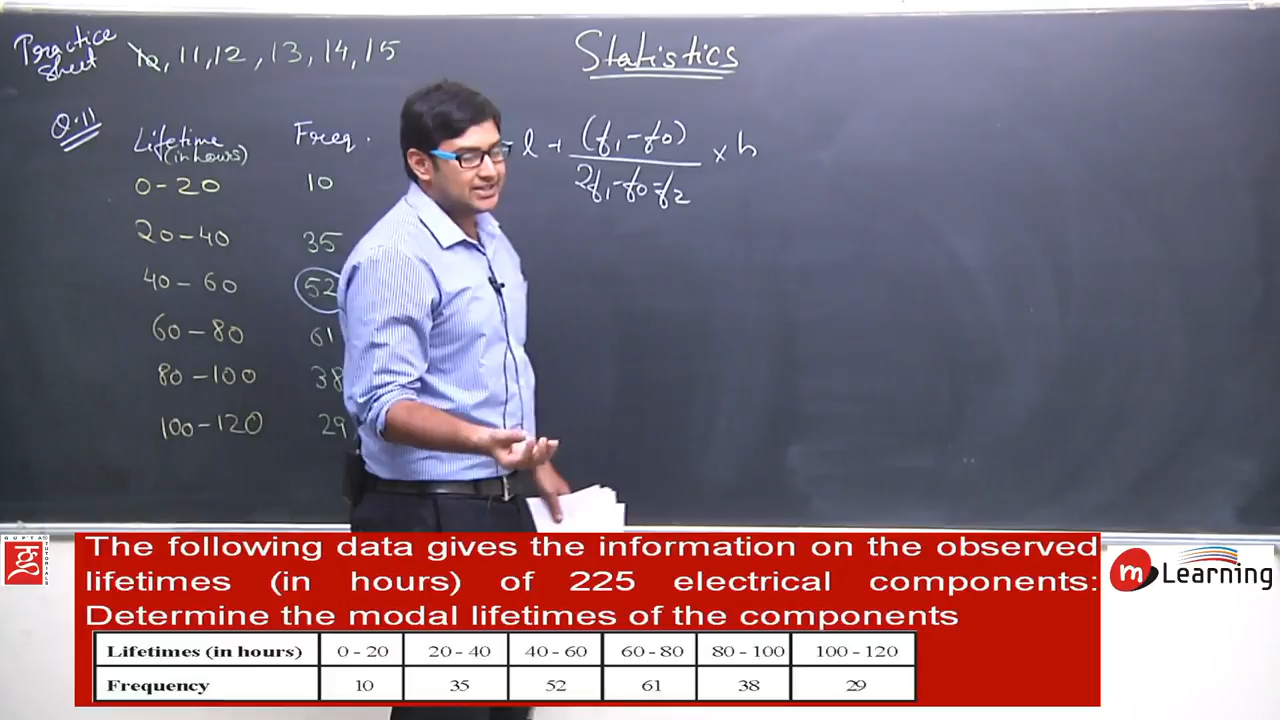 Practice Sheet 10, 11, 12, 13, 14, 15
Statistics
Q.11
Lifetime (in hours) Freq.
l + (f1 - f0) / 2f1 - f0 - f2 × h
0-20 10
20-40 35
40-60 52
60-80 61
80-100 38
100-120 29
The following data gives the information on the observed
lifetimes (in hours) of 225 electrical components:
Determine the modal lifetimes of the components
Lifetimes (in hours) 0 - 20 20 - 40 40 - 60 60 - 80 80 - 100 100 - 120
Frequency 10 35 52 61 38 29
GUPTA TUTORIALS
m Learning